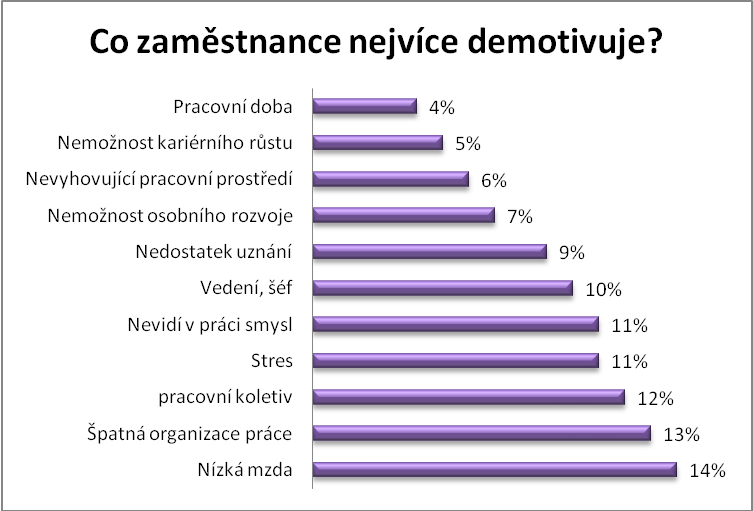 Co zaměstnance nejvíce demotivuje?
Pracovní doba 4%
Nemožnost kariérního růstu 5%
Nevyhovující pracovní prostředí 6%
Nemožnost osobního rozvoje 7%
Nedostatek uznání 9%
Vedení, šéf 10%
Nevidí v práci smysl 11%
Stres 11%
pracovní koletiv 12%
Špatná organizace práce 13%
Nízká mzda 14%